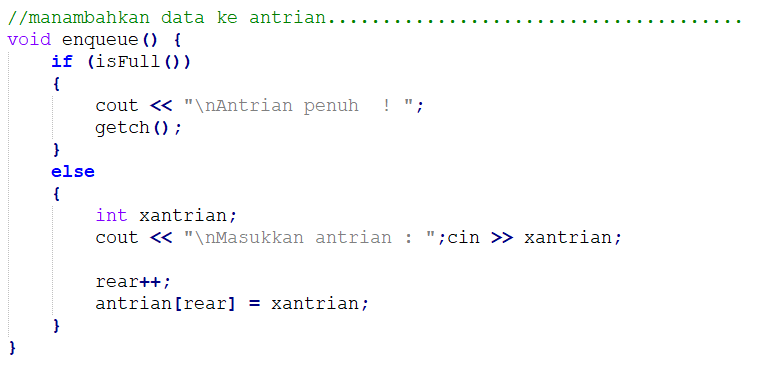 //manambahkan data ke antrian......................................
void enqueue() {
    if (isFull())
    {
        cout << "\nAntrian penuh  ! ";
        getch();
    }
    else
    {
        int xantrian;
        cout << "\nMasukkan antrian : ";cin >> xantrian;

        rear++;
        antrian[rear] = xantrian;
    }
}